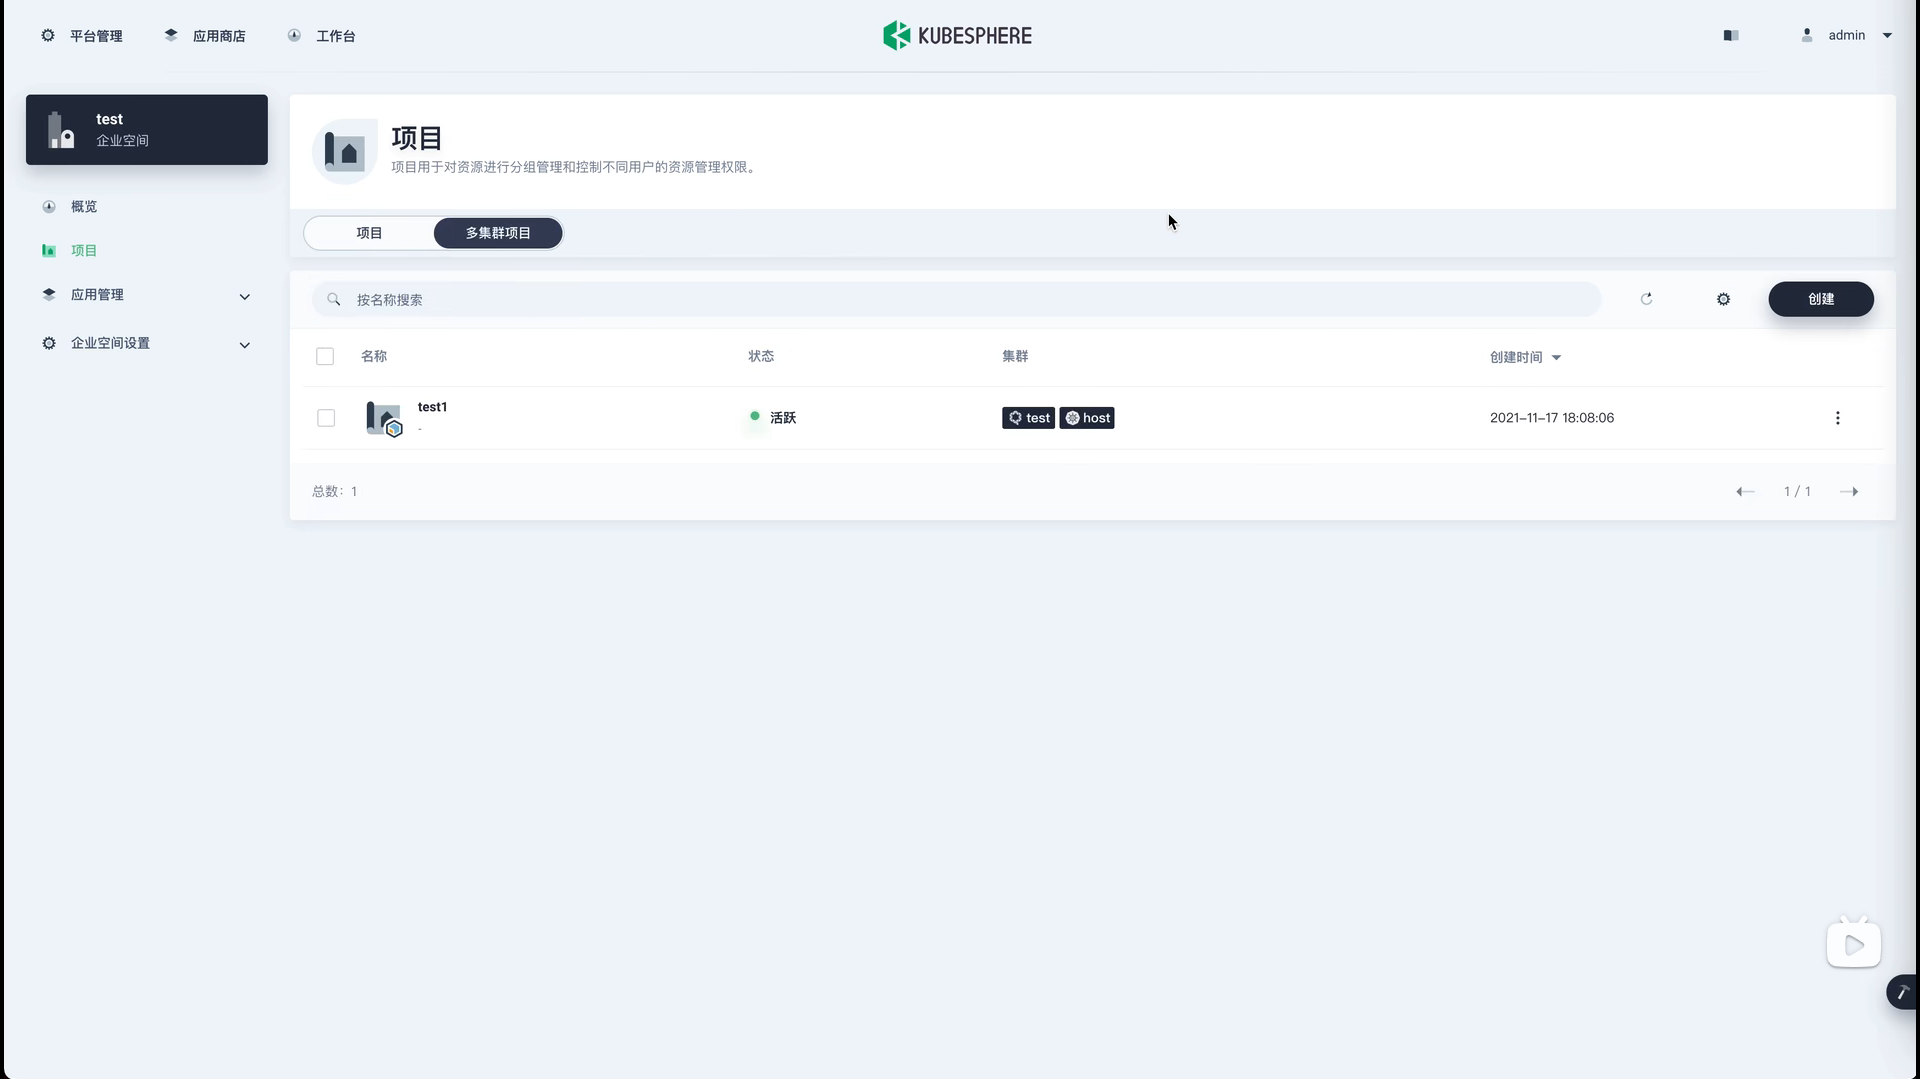 平台管理 应用商店 工作台 KUBESPHERE admin
test
企业空间
概览
项目
应用管理
企业空间设置
项目
项目用于对资源进行分组管理和控制不同用户的资源管理权限。
项目 多集群项目
按名称搜索 创建
名称 状态 集群 创建时间
test1 活跃 test host 2021-11-17 18:08:06
-
总数：1 1 / 1